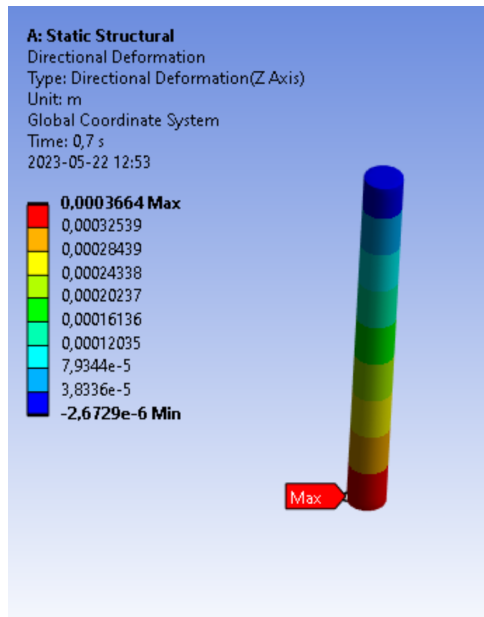 A: Static Structural
Directional Deformation
Type: Directional Deformation(Z Axis)
Unit: m
Global Coordinate System
Time: 0,7 s
2023-05-22 12:53
0,0003664 Max
0,00032539
0,00028439
0,00024338
0,00020237
0,00016136
0,00012035
7,9344e-5
3,8336e-5
-2,6729e-6 Min
Max